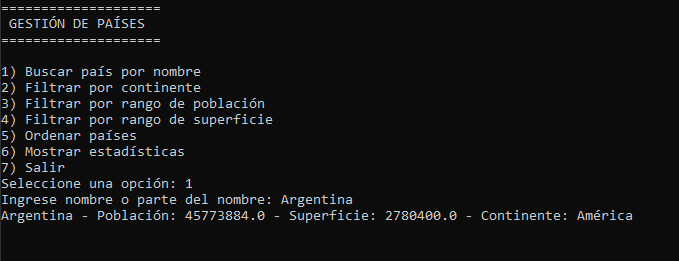 ====================
GESTIÓN DE PAÍSES
====================
1) Buscar país por nombre
2) Filtrar por continente
3) Filtrar por rango de población
4) Filtrar por rango de superficie
5) Ordenar países
6) Mostrar estadísticas
7) Salir
Seleccione una opción: 1
Ingrese nombre o parte del nombre: Argentina
Argentina - Población: 45773884.0 - Superficie: 2780400.0 - Continente: América